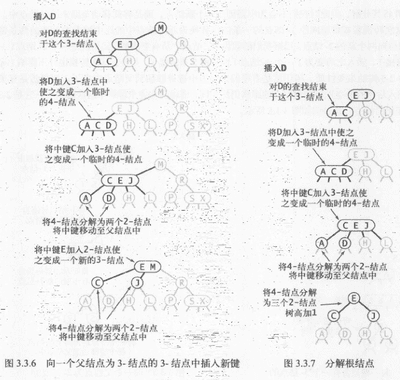 插入D
M
对D的查找结束
于这个3-结点
E J
R
A C
H
L
P
S X
将D加入3-结点中
使之变成一个临时
的4-结点
M
E J
R
A C D
H
L
P
S X
将中键C加入3-结点使
之变成一个临时的4-结点
M
C E J
R
A
D
H
L
P
S X
将4-结点分解为两个2-结点
将中键移动至父结点中
将中键E加入2-结点使
之变成一个新的3-结点
E M
C
J
R
A
D
H
L
P
S X
将4-结点分解为两个2-结点
将中键移动至父结点中
图 3.3.6 向一个父结点为 3- 结点的 3- 结点中插入新键
插入D
对D的查找结束
于这个3-结点
E J
A C
H
L
将D加入3-结点中使之
变成一个临时的4-结点
E J
A C D
H
L
将中键C加入3-结点使之
变成一个临时的4-结点
C E J
A
D
H
L
将4-结点分解为两个2-结点
将中键移动至父结点中
将4-结点分解
为三个2-结点
树高加1
E
C
J
A
D
H
L
图 3.3.7 分解根结点